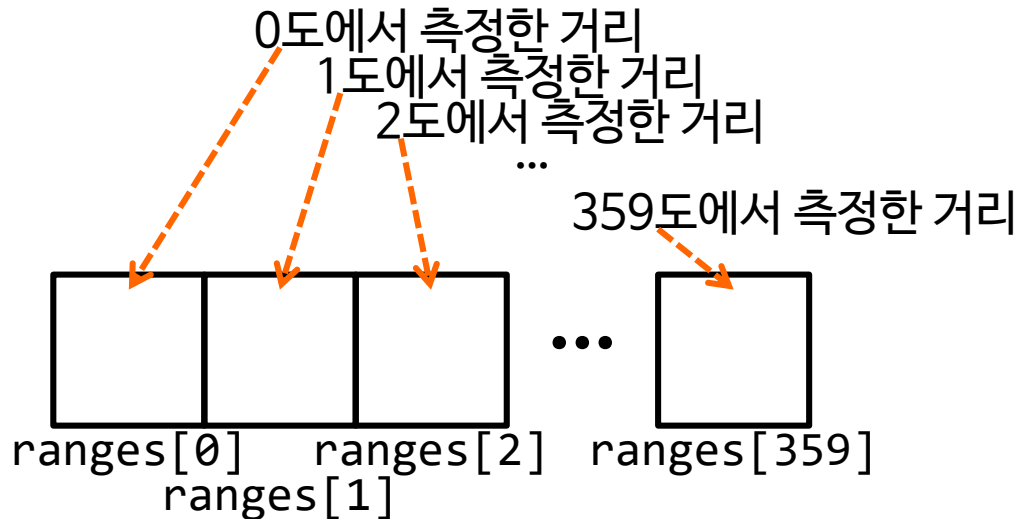 0도에서 측정한 거리
1도에서 측정한 거리
2도에서 측정한 거리
...
359도에서 측정한 거리
...
ranges[0]
ranges[1]
ranges[2]
ranges[359]